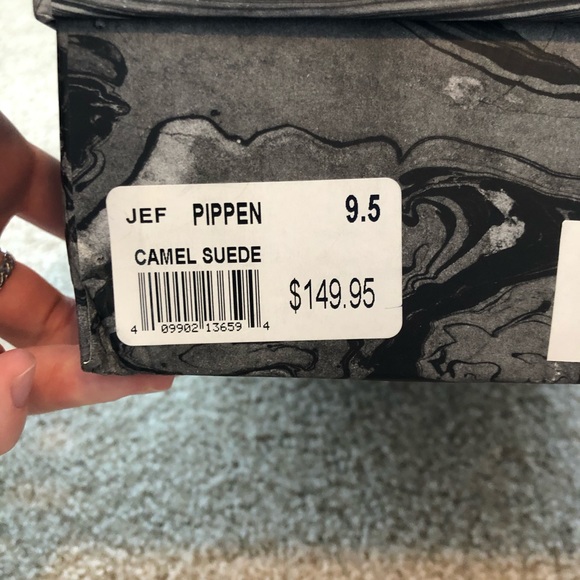 JEF PIPPEN 9.5
CAMEL SUEDE
$149.95
4 09902 13659 4